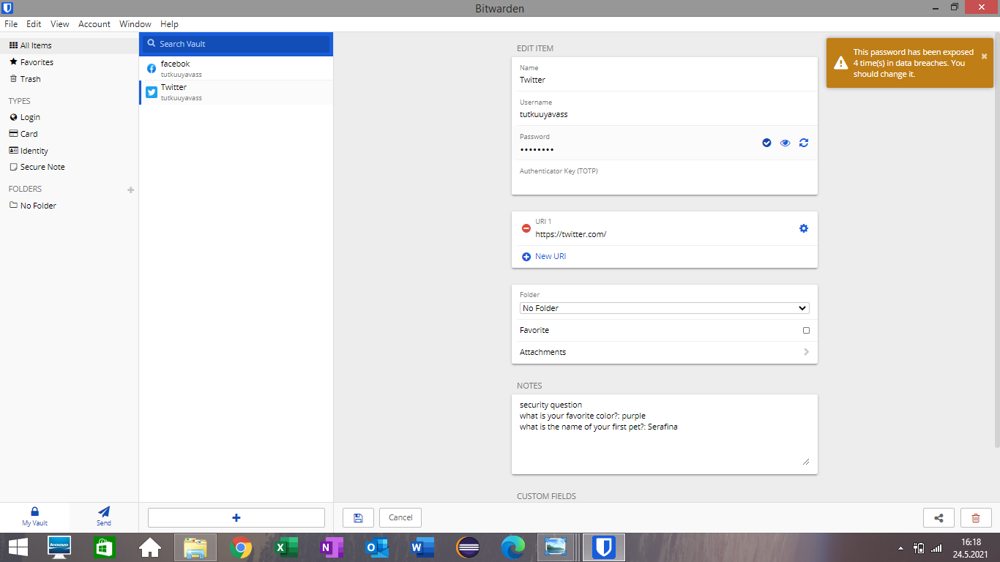 Bitwarden
File Edit View Account Window Help
All Items
Favorites
Trash
TYPES
Login
Card
Identity
Secure Note
FOLDERS
No Folder
My Vault
Send
Search Vault
facebok
tutkuuyavass
Twitter
tutkuuyavass
EDIT ITEM
Name
Twitter
Username
tutkuuyavass
Password
••••••••
Authenticator Key (TOTP)
URI 1
https://twitter.com/
New URI
Folder
No Folder
Favorite
Attachments
NOTES
security question
what is your favorite color?: purple
what is the name of your first pet?: Serafina
CUSTOM FIELDS
Cancel
This password has been exposed
4 time(s) in data breaches. You
should change it.
lenovo
16:18
24.5.2021